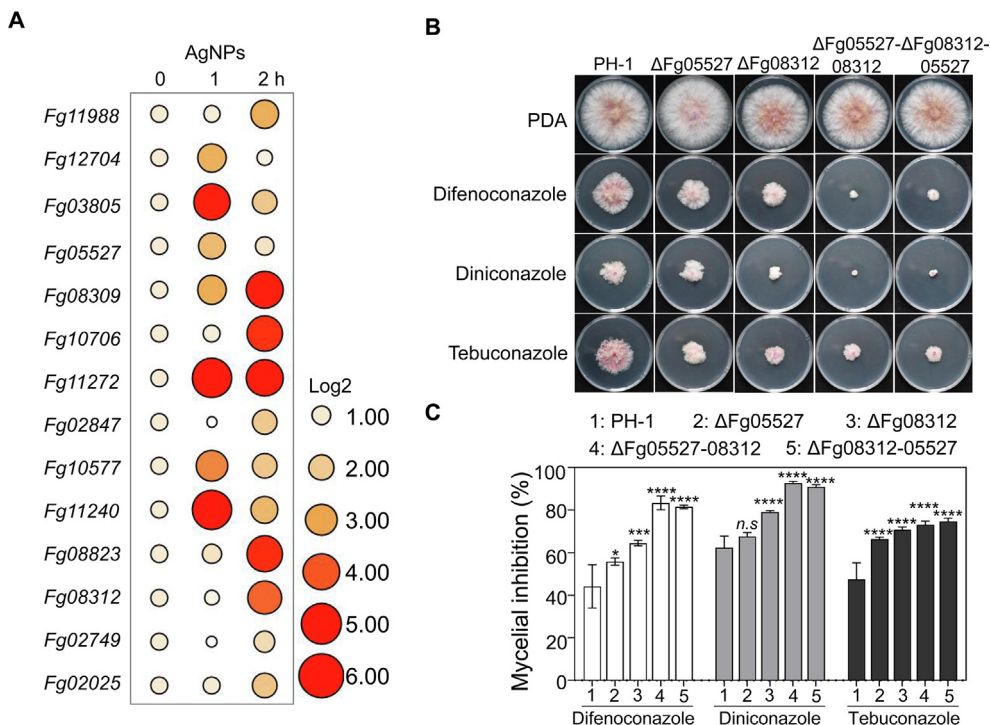 A
AgNPs
0 1 2 h
Fg11988
Fg12704
Fg03805
Fg05527
Fg08309
Fg10706
Fg11272
Fg02847
Fg10577
Fg11240
Fg08823
Fg08312
Fg02749
Fg02025
Log2
1.00
2.00
3.00
4.00
5.00
6.00
B
PH-1 ΔFg05527 ΔFg08312 ΔFg05527-08312 ΔFg08312-05527
PDA
Difenoconazole
Diniconazole
Tebuconazole
C
1: PH-1 2: ΔFg05527 3: ΔFg08312
4: ΔFg05527-08312 5: ΔFg08312-05527
Mycelial inhibition (%)
100
80
60
40
20
0
* *** **** ****
n.s **** **** ****
**** **** **** ****
1 2 3 4 5 1 2 3 4 5 1 2 3 4 5
Difenoconazole Diniconazole Tebuconazole